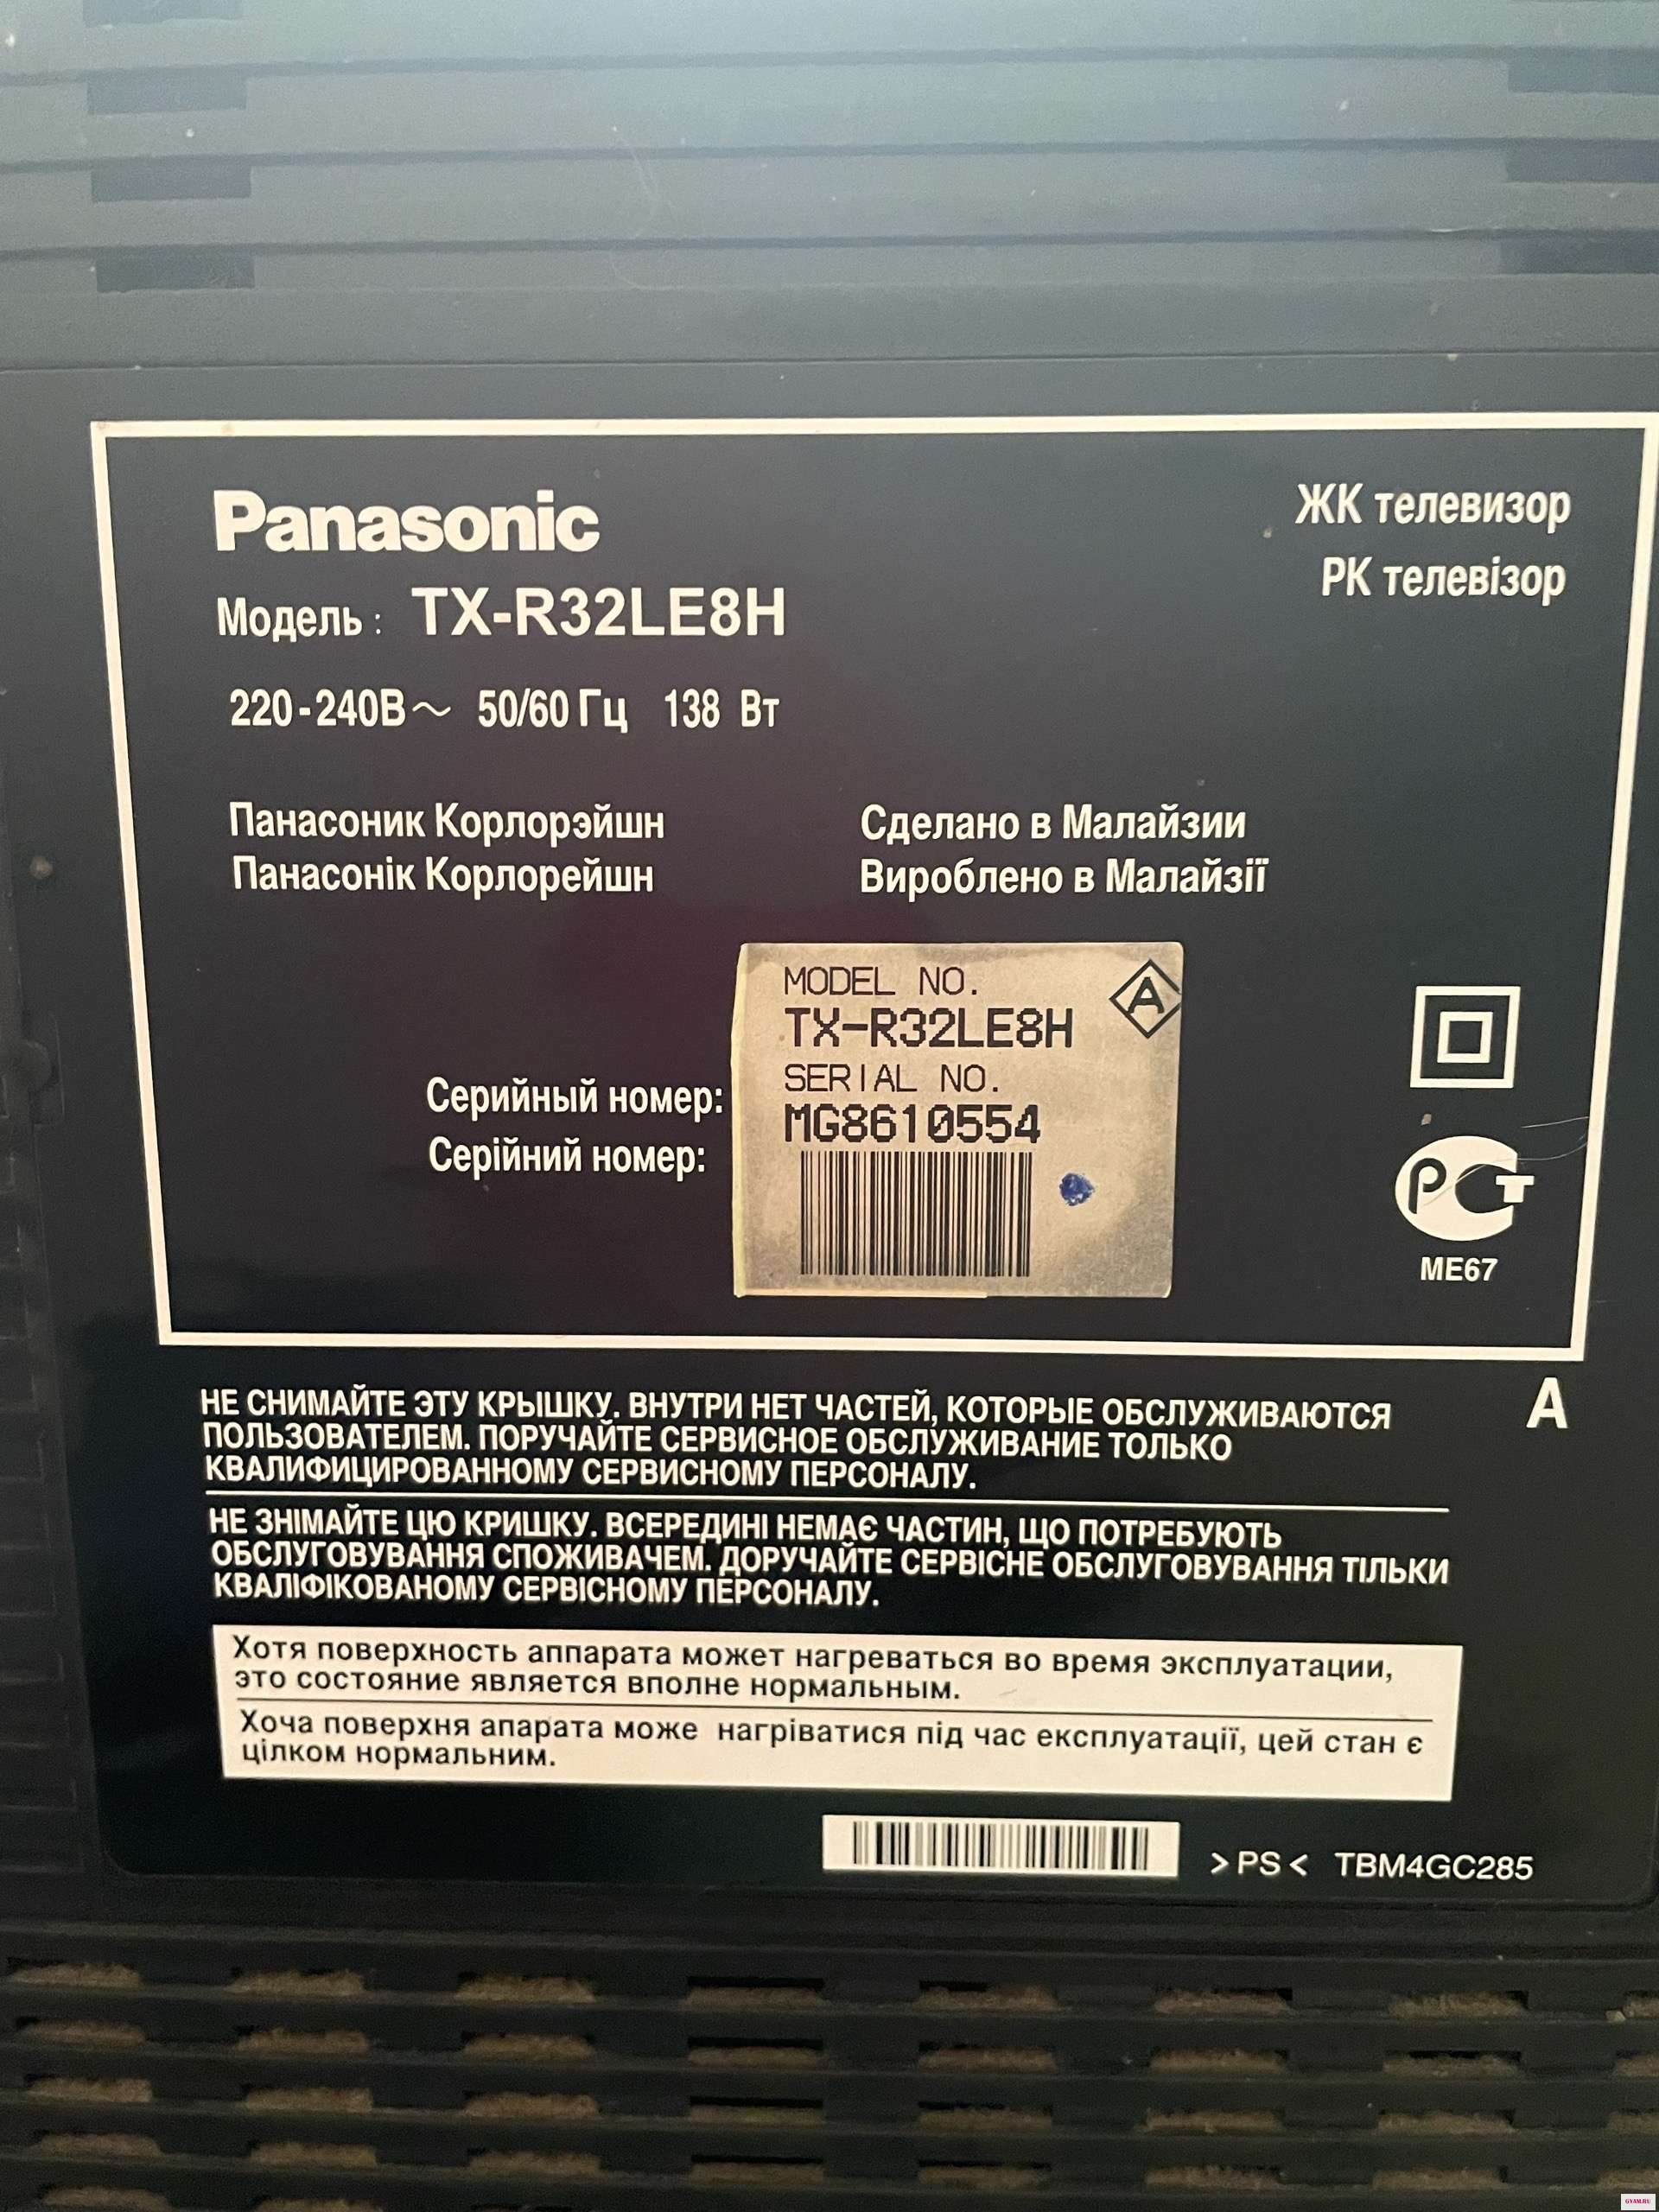 Panasonic
ЖК телевизор
РК телевізор
Модель : TX-R32LE8H
220-240В ~ 50/60 Гц 138 Вт
Панасоник Корлорэйшн
Панасонік Корлорейшн
Сделано в Малайзии
Вироблено в Малайзії
MODEL NO.
A
TX-R32LE8H
SERIAL NO.
MG8610554
Серийный номер:
Серійний номер:
РСТ
ME67
A
НЕ СНИМАЙТЕ ЭТУ КРЫШКУ. ВНУТРИ НЕТ ЧАСТЕЙ, КОТОРЫЕ ОБСЛУЖИВАЮТСЯ
ПОЛЬЗОВАТЕЛЕМ. ПОРУЧАЙТЕ СЕРВИСНОЕ ОБСЛУЖИВАНИЕ ТОЛЬКО
КВАЛИФИЦИРОВАННОМУ СЕРВИСНОМУ ПЕРСОНАЛУ.
НЕ ЗНІМАЙТЕ ЦЮ КРИШКУ. ВСЕРЕДИНІ НЕМАЄ ЧАСТИН, ЩО ПОТРЕБУЮТЬ
ОБСЛУГОВУВАННЯ СПОЖИВАЧЕМ. ДОРУЧАЙТЕ СЕРВІСНЕ ОБСЛУГОВУВАННЯ ТІЛЬКИ
КВАЛІФІКОВАНОМУ СЕРВІСНОМУ ПЕРСОНАЛУ.
Хотя поверхность аппарата может нагреваться во время эксплуатации,
это состояние является вполне нормальным.
Хоча поверхня апарата може нагріватися під час експлуатації, цей стан є
цілком нормальним.
>PS< TBM4GC285
GYAM.RU